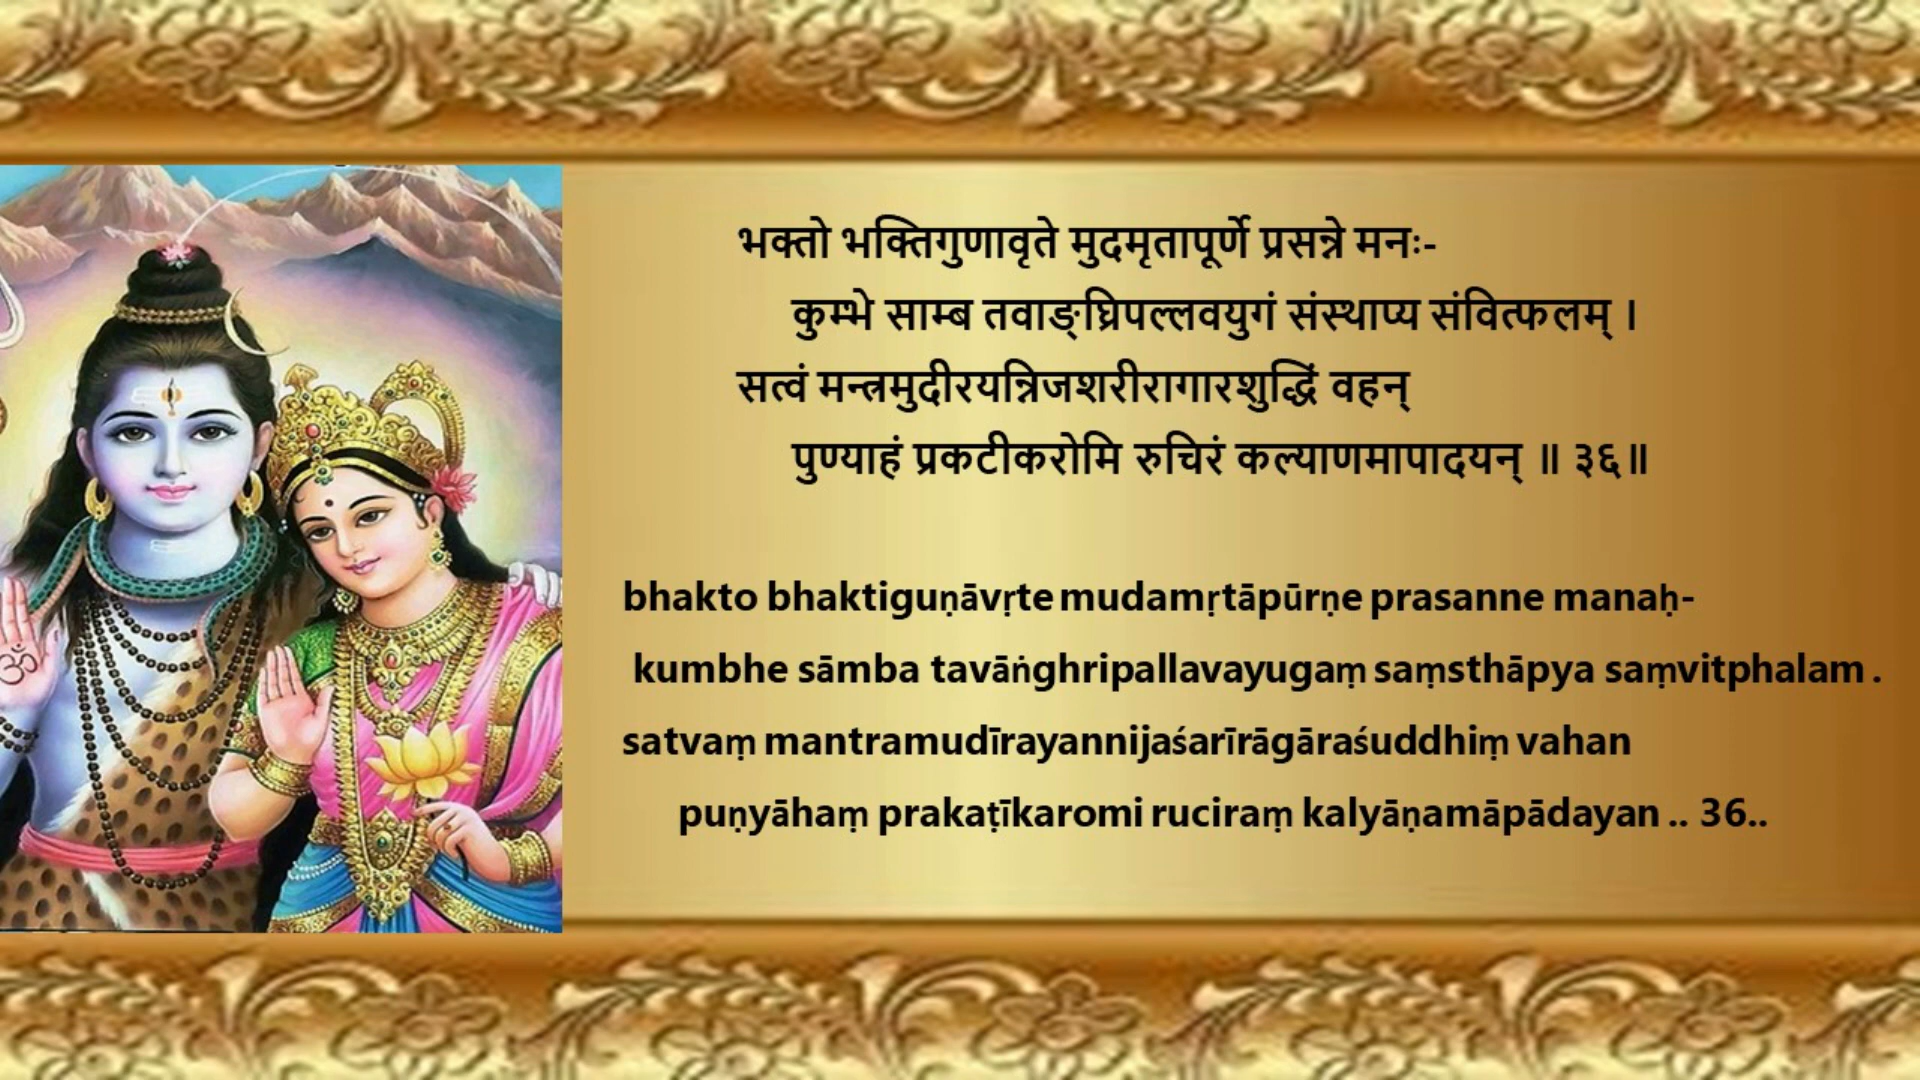 भक्तो भक्तिगुणावृते मुदमृतापूर्णे प्रसन्ने मनः-
कुम्भे साम्ब तवाङ्घ्रिपल्लवयुगं संस्थाप्य संवित्फलम् ।
सत्वं मन्त्रमुदीरयन्निजशरीरागारशुद्धिं वहन्
पुण्याहं प्रकटीकरोमि रुचिरं कल्याणमापादयन् ॥ ३६॥
bhakto bhaktiguṇāvṛte mudamṛtāpūrṇe prasanne manaḥ-
kumbhe sāmba tavāṅghripallavayugaṃ saṃsthāpya saṃvitphalam .
satvaṃ mantramudīrayannijaśarīrāgāraśuddhiṃ vahan
puṇyāhaṃ prakaṭīkaromi ruciraṃ kalyāṇamāpādayan .. 36..
ॐ